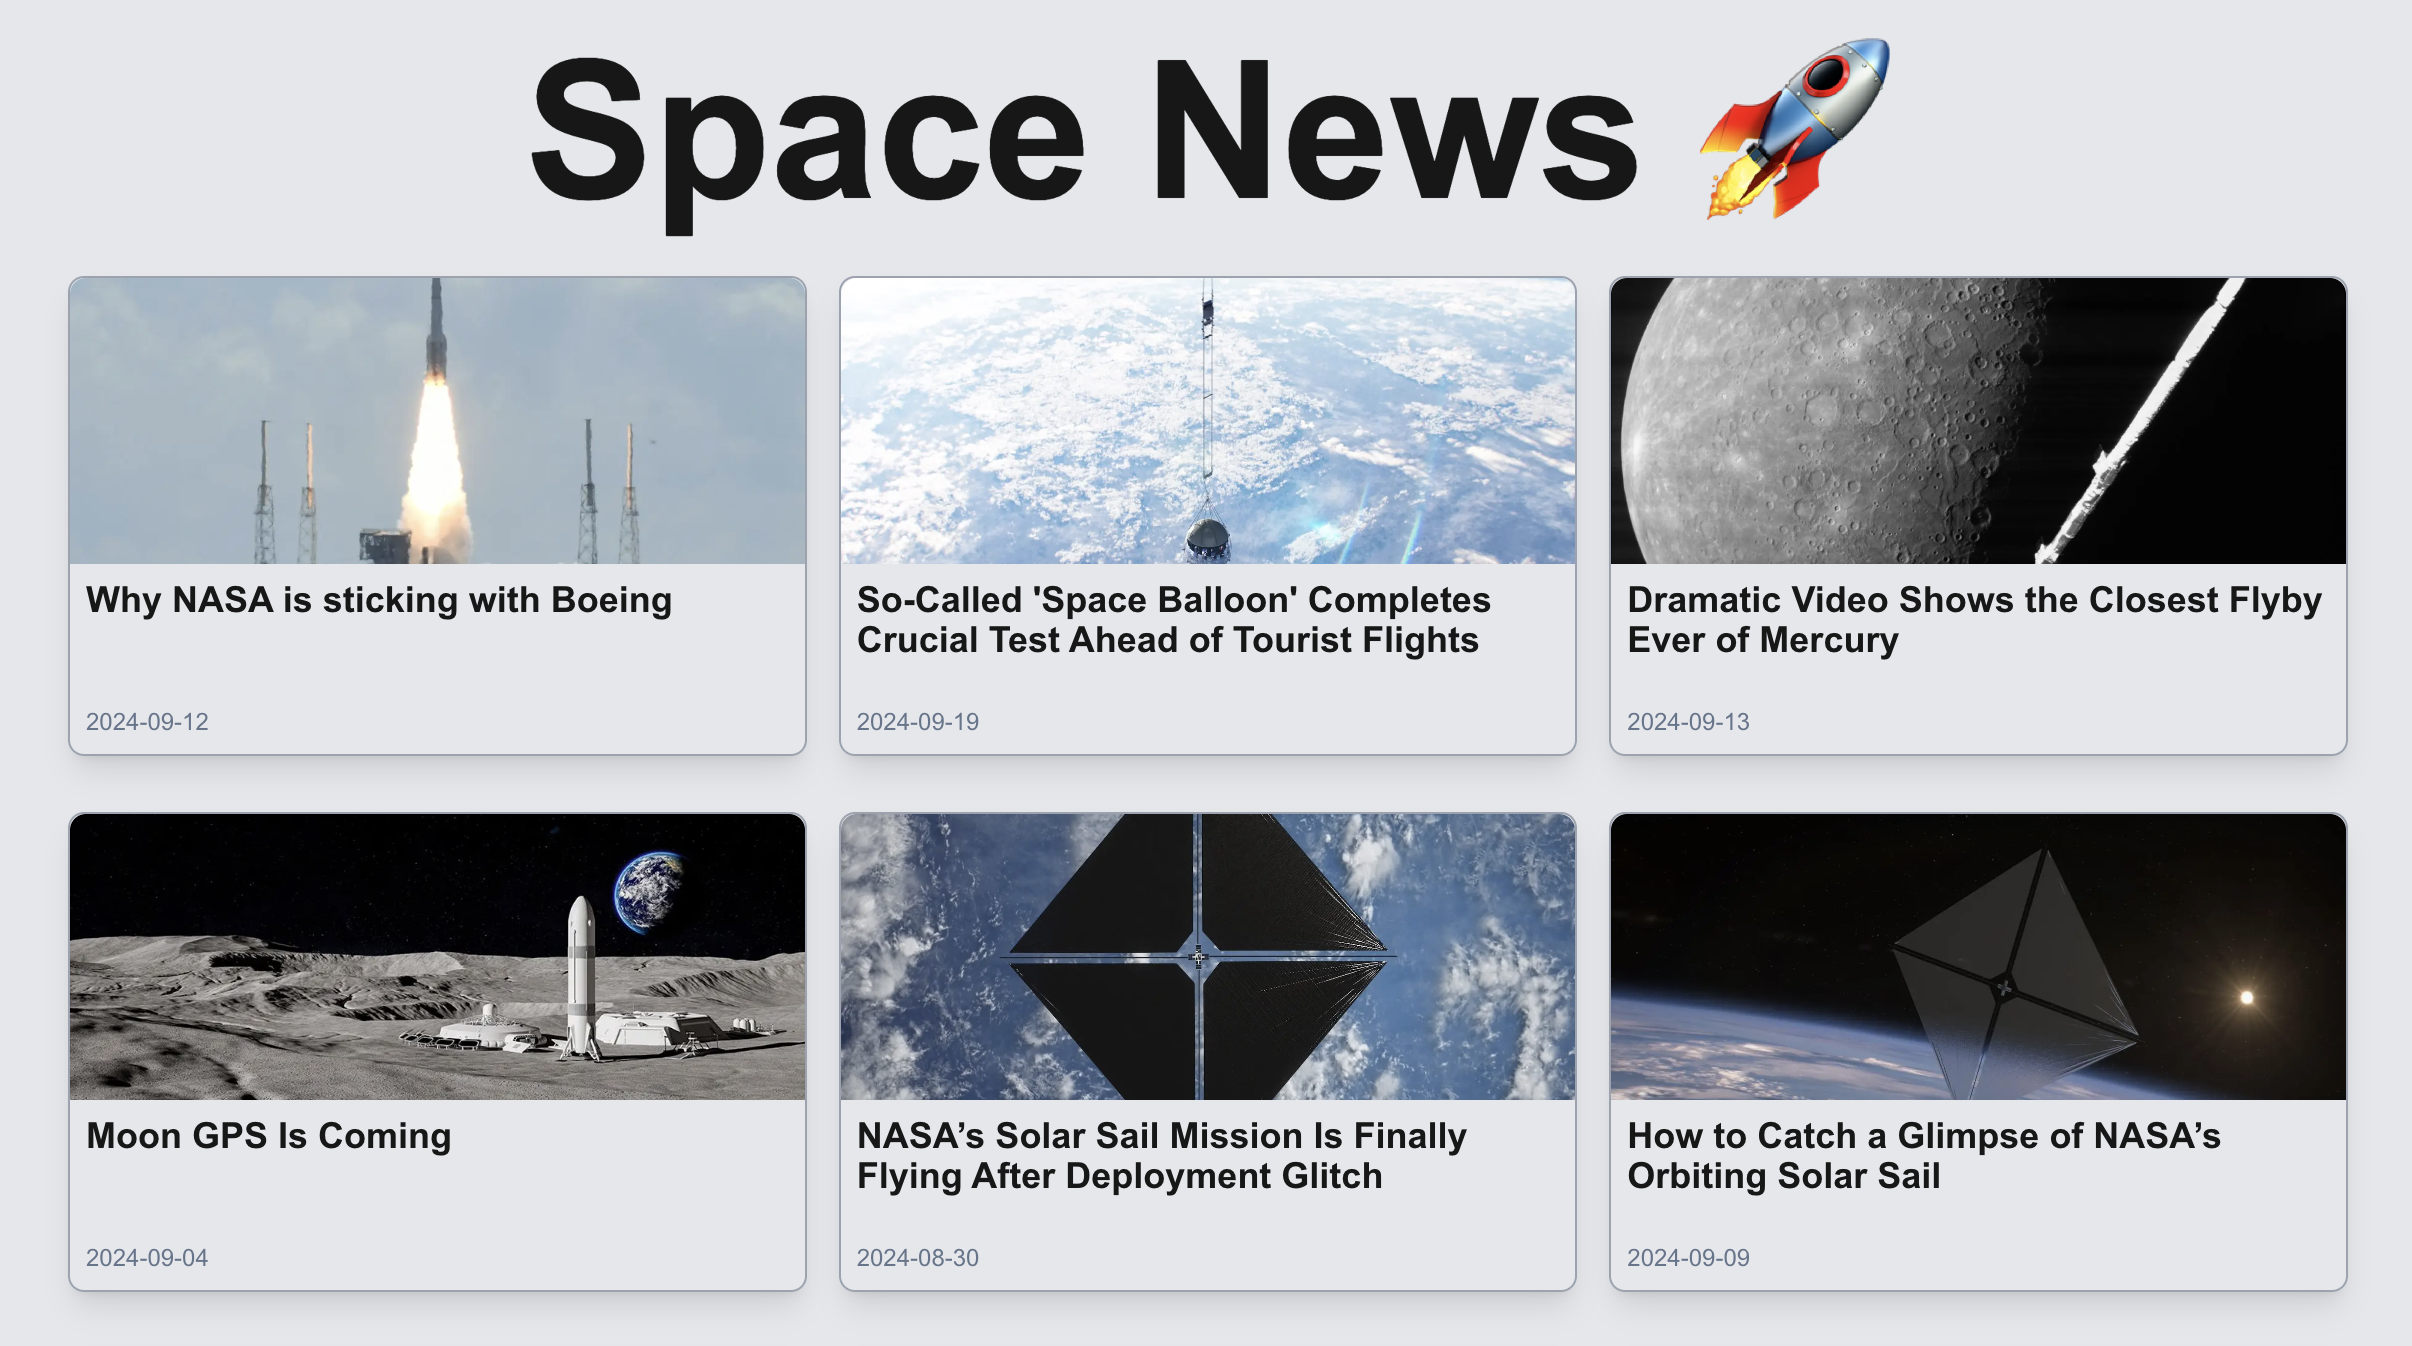 Space News 🚀
Why NASA is sticking with Boeing
2024-09-12
So-Called 'Space Balloon' Completes
Crucial Test Ahead of Tourist Flights
2024-09-19
Dramatic Video Shows the Closest Flyby
Ever of Mercury
2024-09-13
Moon GPS Is Coming
2024-09-04
NASA’s Solar Sail Mission Is Finally
Flying After Deployment Glitch
2024-08-30
How to Catch a Glimpse of NASA’s
Orbiting Solar Sail
2024-09-09